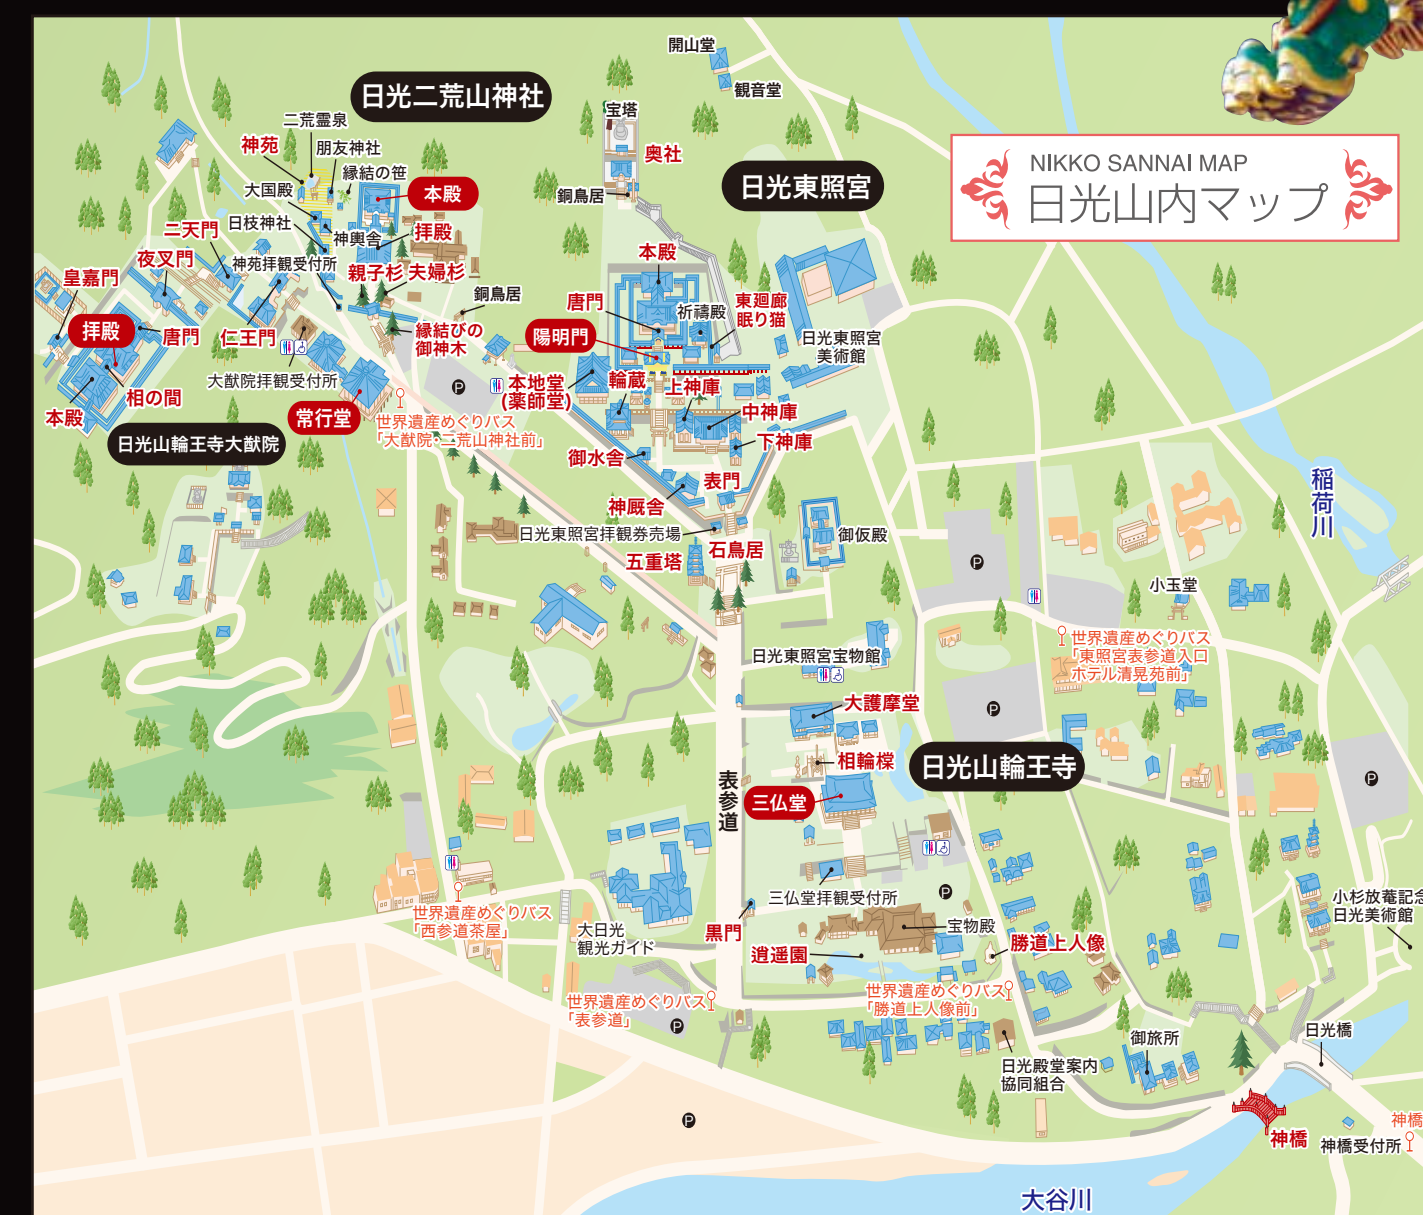 NIKKO SANNAI MAP
日光山内マップ
開山堂
観音堂
日光二荒山神社
宝塔
二荒霊泉
神苑
朋友神社
奥社
縁結の笹
大国殿
本殿
銅鳥居
日光東照宮
日枝神社
二天門
神輿舎
拝殿
夜叉門
神苑拝観受付所
本殿
皇嘉門
親子杉
夫婦杉
銅鳥居
唐門
祈禱殿
東廻廊
眠り猫
拝殿
唐門
仁王門
縁結びの
御神木
陽明門
日光東照宮
美術館
大猷院拝観受付所
本地堂
(薬師堂)
輪蔵
上神庫
相の間
本殿
常行堂
中神庫
世界遺産めぐりバス
「大猷院・二荒山神社前」
日光山輪王寺大猷院
下神庫
御水舎
表門
神厩舎
稲荷川
日光東照宮拝観券売場
御仮殿
五重塔
石鳥居
P
P
小玉堂
世界遺産めぐりバス
「東照宮表参道入口
ホテル清晃苑前」
日光東照宮宝物館
大護摩堂
P
相輪橖
日光山輪王寺
P
表参道
三仏堂
三仏堂拝観受付所
P
小杉放菴記念
日光美術館
世界遺産めぐりバス
「西参道茶屋」
大日光
観光ガイド
黒門
宝物殿
逍遥園
勝道上人像
世界遺産めぐりバス
「表参道」
P
世界遺産めぐりバス
「勝道上人像前」
日光殿堂案内
協同組合
御旅所
日光橋
P
神橋
神橋
神橋受付所
大谷川